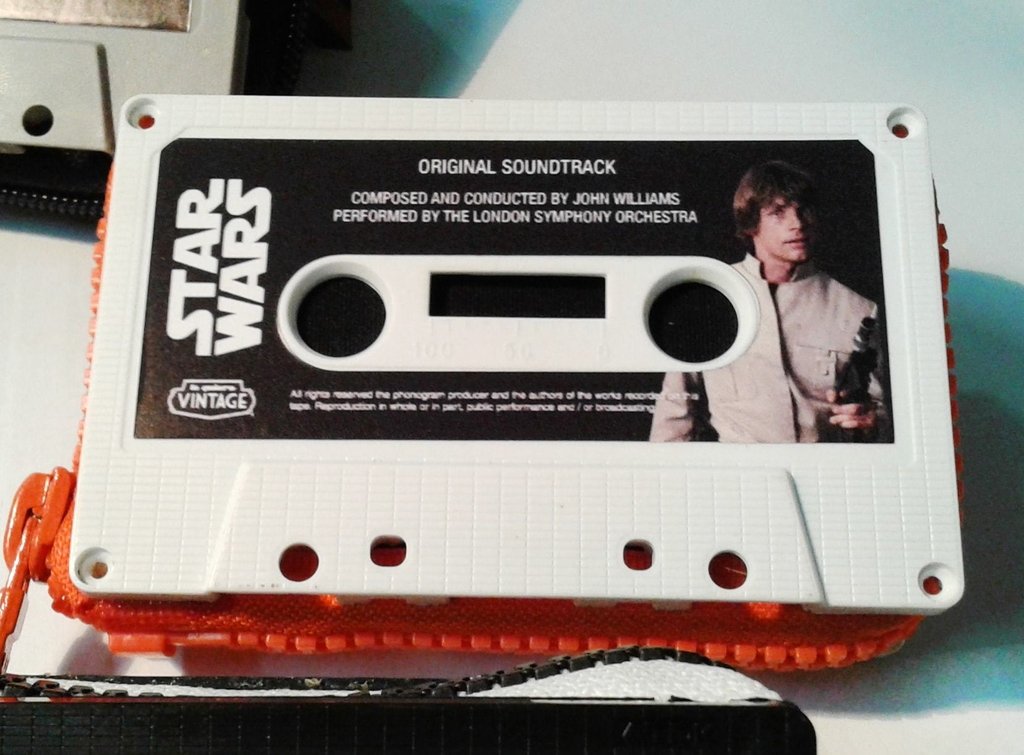 ORIGINAL SOUNDTRACK
COMPOSED AND CONDUCTED BY JOHN WILLIAMS
PERFORMED BY THE LONDON SYMPHONY ORCHESTRA
STAR
WARS
100 50 0
VINTAGE
All rights reserved the phonogram producer and the authors of the works recorded on this
tape. Reproduction in whole or in part, public performance and / or broadcasting